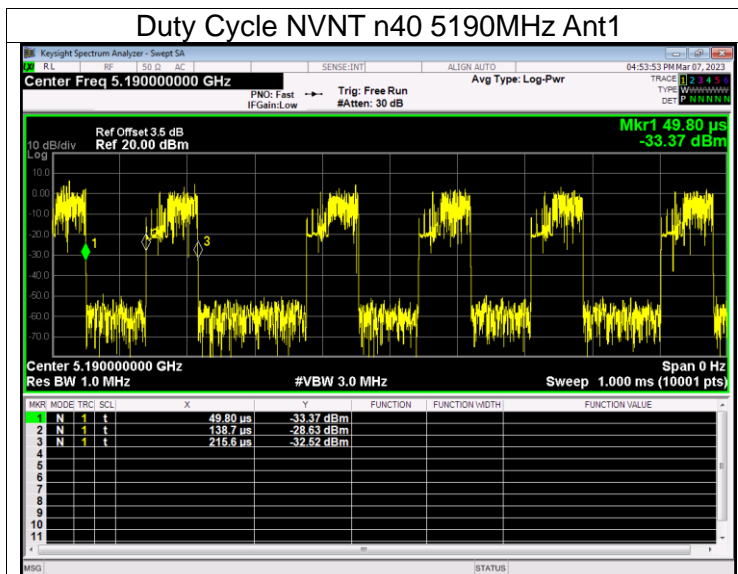 Duty Cycle NVNT n40 5190MHz Ant1
Keysight Spectrum Analyzer - Swept SA
RL RF 50 Ω AC SENSE:INT ALIGN AUTO 04:53:53 PM Mar 07, 2023
Center Freq 5.190000000 GHz Avg Type: Log-Pwr TRACE 1 2 3 4 5 6
PNO: Fast Trig: Free Run TYPE WWWWWW
IFGain:Low #Atten: 30 dB DET P N N N N N
Mkr1 49.80 µs
Ref Offset 3.5 dB
10 dB/div Ref 20.00 dBm -33.37 dBm
Log
10.0
0.00
-10.0
-20.0
-30.0
-40.0
-50.0
-60.0
-70.0
1
2
3
Center 5.190000000 GHz Span 0 Hz
Res BW 1.0 MHz #VBW 3.0 MHz Sweep 1.000 ms (10001 pts)
MKR MODE TRC SCL X Y FUNCTION FUNCTION WIDTH FUNCTION VALUE
1 N 1 t 49.80 µs -33.37 dBm
2 N 1 t 138.7 µs -28.63 dBm
3 N 1 t 215.6 µs -32.52 dBm
4
5
6
7
8
9
10
11
MSG STATUS